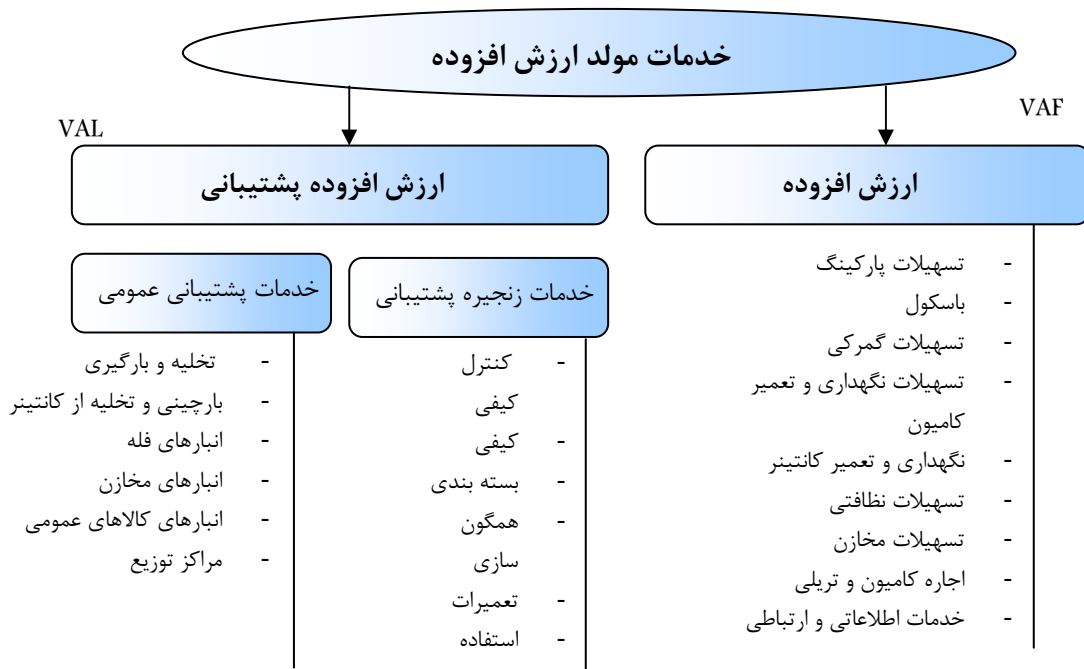 خدمات مولد ارزش افزوده
VAF
ارزش افزوده
- تسهیلات پارکینگ
- باسکول
- تسهیلات گمرکی
- تسهیلات نگهداری و تعمیر
کامیون
- نگهداری و تعمیر کانتینر
- تسهیلات نظافتی
- تسهیلات مخازن
- اجاره کامیون و تریلی
- خدمات اطلاعاتی و ارتباطی
VAL
ارزش افزوده پشتیبانی
خدمات زنجیره پشتیبانی
- کنترل
کیفی
- کیفی
- بسته بندی
- همگون
سازی
- تعمیرات
- استفاده
خدمات پشتیبانی عمومی
- تخلیه و بارگیری
- بارچینی و تخلیه از کانتینر
- انبارهای فله
- انبارهای مخازن
- انبارهای کالاهای عمومی
- مراکز توزیع